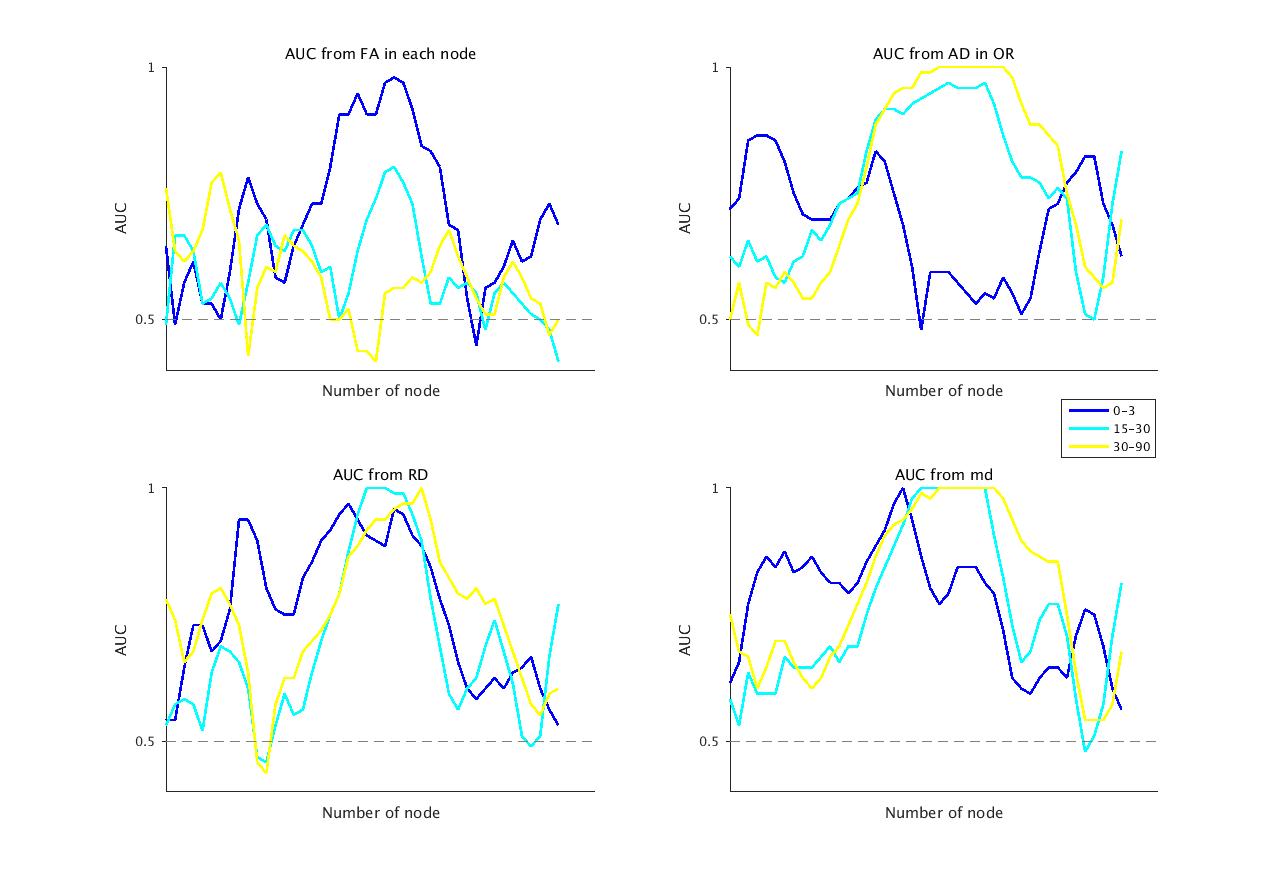 AUC from FA in each node
1
0.5
AUC
Number of node
AUC from AD in OR
1
0.5
AUC
Number of node
0-3
15-30
30-90
AUC from RD
1
0.5
AUC
Number of node
AUC from md
1
0.5
AUC
Number of node